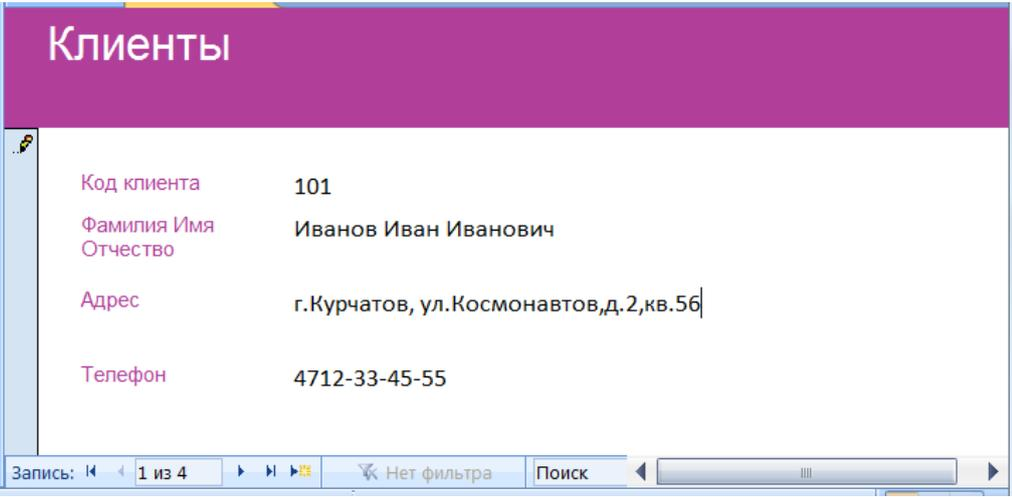 Клиенты
Код клиента 101
Фамилия Имя Иванов Иван Иванович
Отчество
Адрес г.Курчатов, ул.Космонавтов,д.2,кв.56
Телефон 4712-33-45-55
Запись: 1 из 4 Нет фильтра Поиск